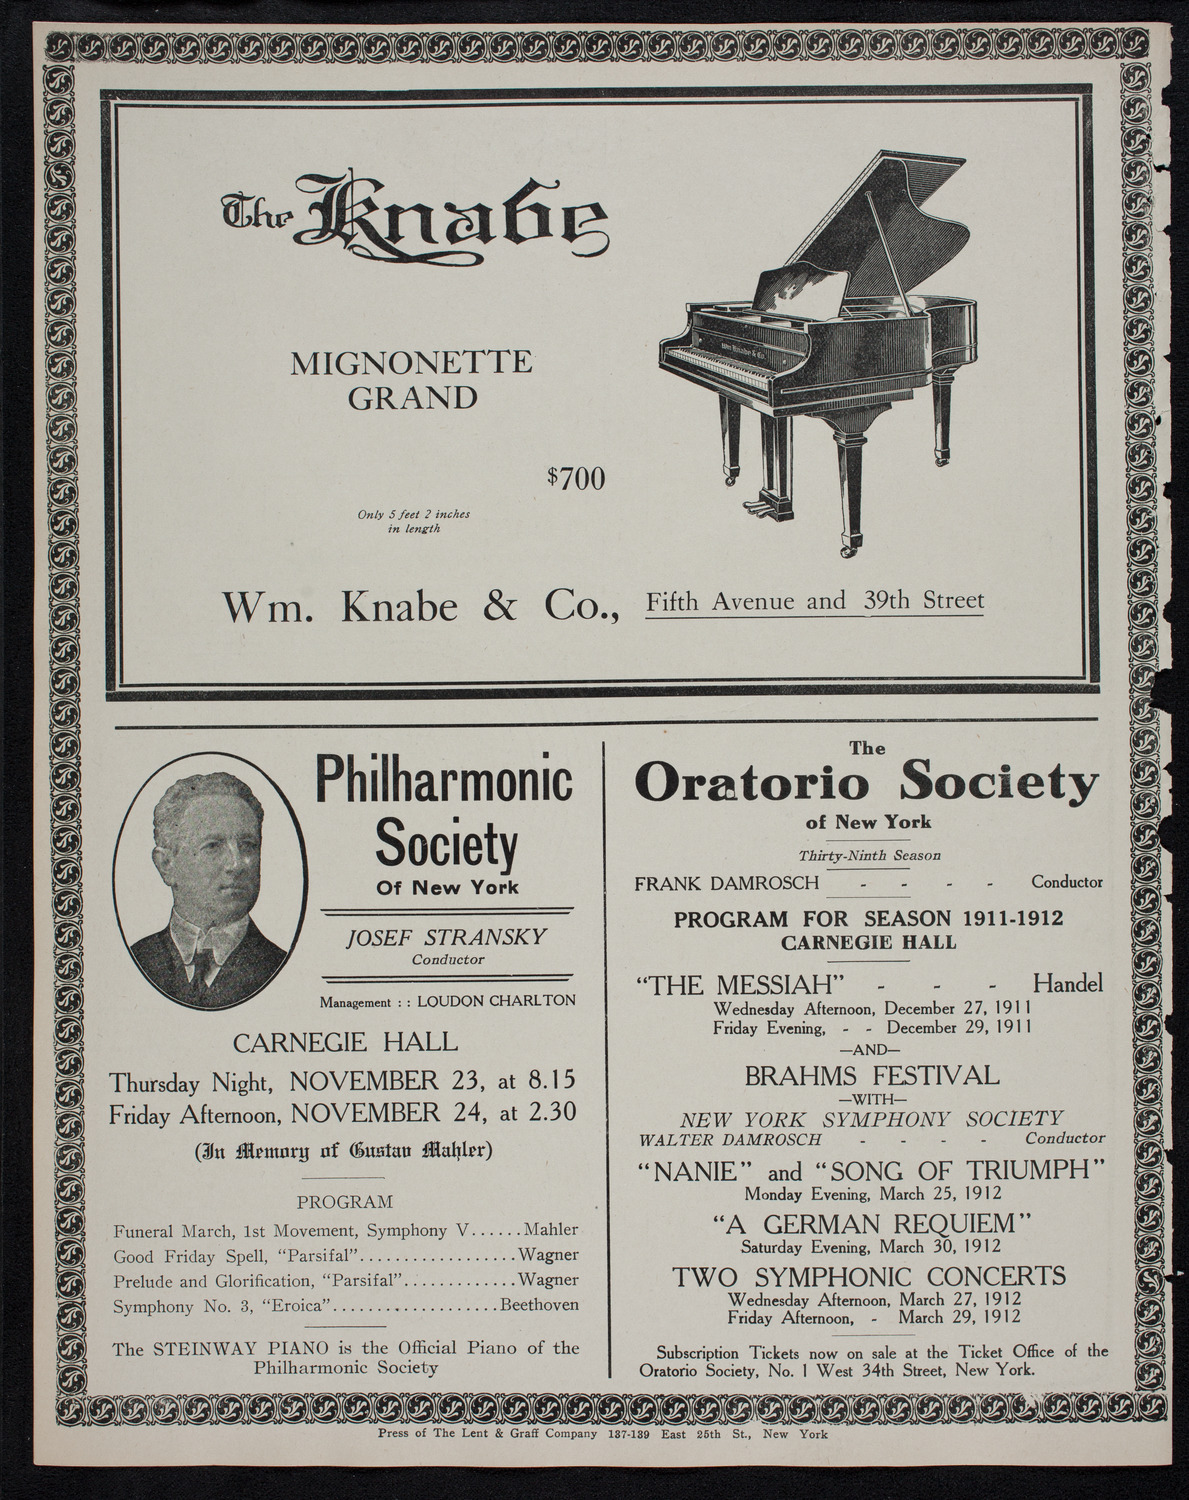 The Knabe
Wm. Knabe & Co.
MIGNONETTE
GRAND
$700
Only 5 feet 2 inches
in length
Wm. Knabe & Co., Fifth Avenue and 39th Street
Philharmonic
Society
Of New York
JOSEF STRANSKY
Conductor
Management : : LOUDON CHARLTON
CARNEGIE HALL
Thursday Night, NOVEMBER 23, at 8.15
Friday Afternoon, NOVEMBER 24, at 2.30
(In Memory of Gustav Mahler)
PROGRAM
Funeral March, 1st Movement, Symphony V......Mahler
Good Friday Spell, “Parsifal”..................Wagner
Prelude and Glorification, “Parsifal”.............Wagner
Symphony No. 3, “Eroica”...................Beethoven
The STEINWAY PIANO is the Official Piano of the
Philharmonic Society
The
Oratorio Society
of New York
Thirty-Ninth Season
FRANK DAMROSCH - - - - Conductor
PROGRAM FOR SEASON 1911-1912
CARNEGIE HALL
“THE MESSIAH” - - - Handel
Wednesday Afternoon, December 27, 1911
Friday Evening, - - December 29, 1911
—AND—
BRAHMS FESTIVAL
—WITH—
NEW YORK SYMPHONY SOCIETY
WALTER DAMROSCH - - - - Conductor
“NANIE” and “SONG OF TRIUMPH”
Monday Evening, March 25, 1912
“A GERMAN REQUIEM”
Saturday Evening, March 30, 1912
TWO SYMPHONIC CONCERTS
Wednesday Afternoon, March 27, 1912
Friday Afternoon, - March 29, 1912
Subscription Tickets now on sale at the Ticket Office of the
Oratorio Society, No. 1 West 34th Street, New York.
Press of The Lent & Graff Company 137-139 East 25th St., New York